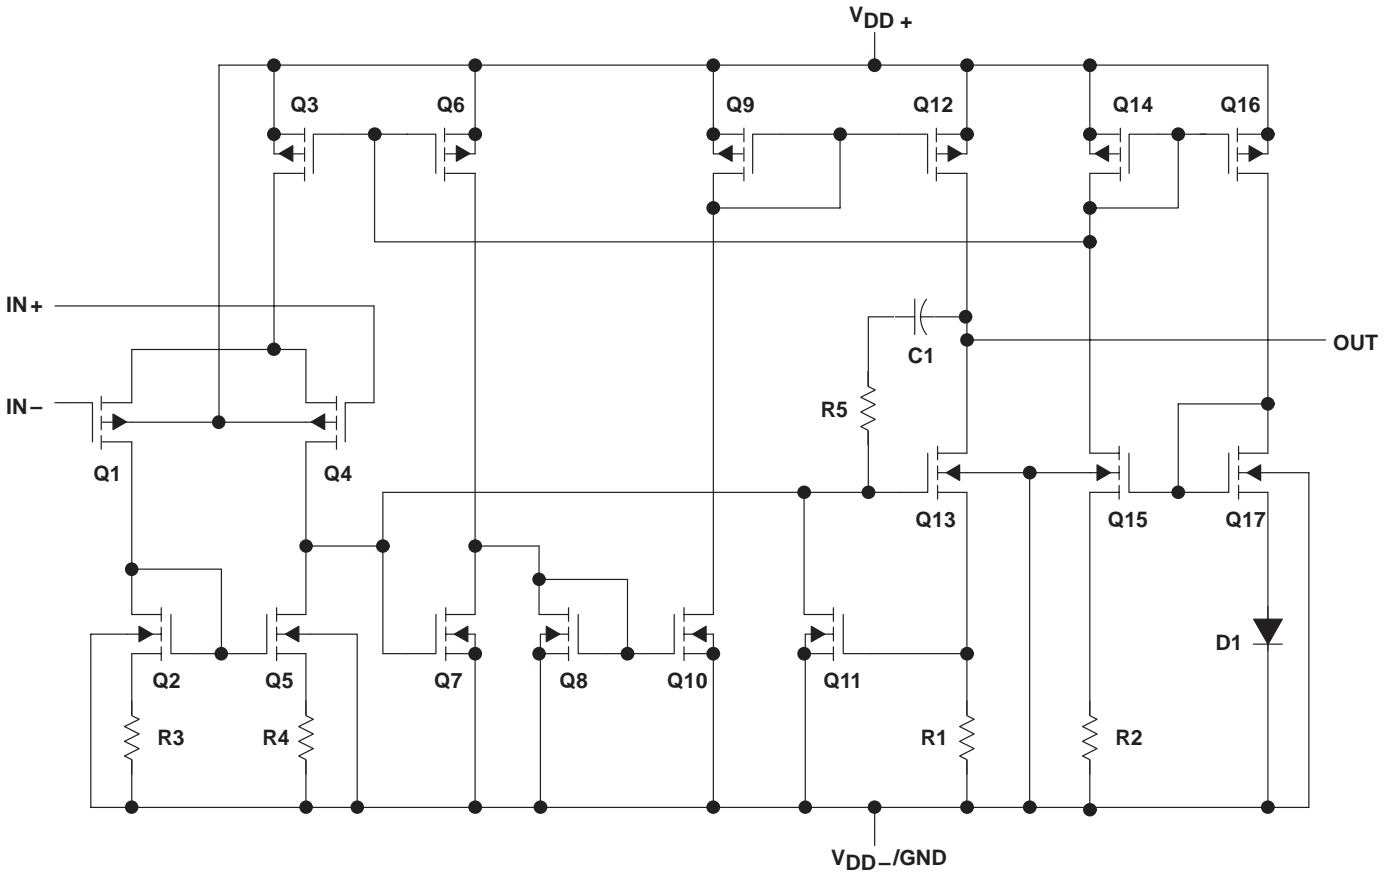 VDD+
Q3 Q6 Q9 Q12 Q14 Q16
IN+
OUT
C1
IN−
R5
Q1 Q4
Q13 Q15 Q17
D1
Q2 Q5 Q7 Q8 Q10 Q11
R3 R4 R1 R2
VDD−/GND